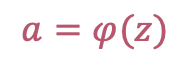 a = φ(z)